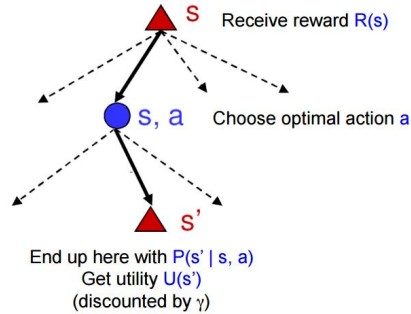 s
Receive reward R(s)
s, a
Choose optimal action a
s’
End up here with P(s’ | s, a)
Get utility U(s’)
(discounted by γ)